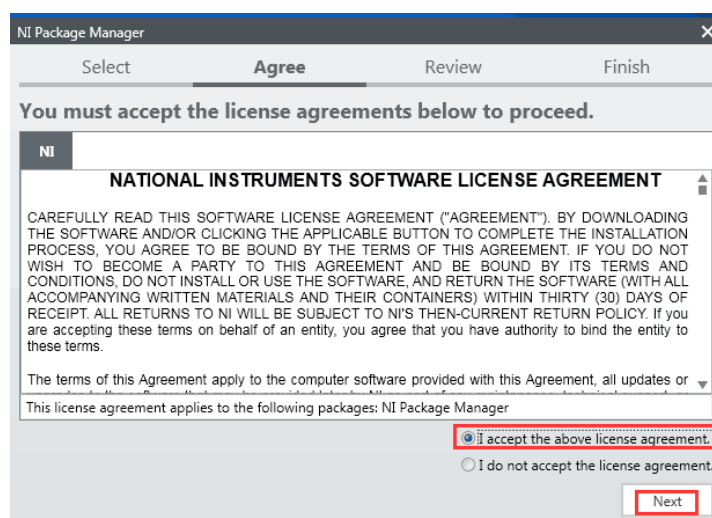 NI Package Manager
Select Agree Review Finish
You must accept the license agreements below to proceed.
NI
NATIONAL INSTRUMENTS SOFTWARE LICENSE AGREEMENT
CAREFULLY READ THIS SOFTWARE LICENSE AGREEMENT ("AGREEMENT"). BY DOWNLOADING
THE SOFTWARE AND/OR CLICKING THE APPLICABLE BUTTON TO COMPLETE THE INSTALLATION
PROCESS, YOU AGREE TO BE BOUND BY THE TERMS OF THIS AGREEMENT. IF YOU DO NOT
WISH TO BECOME A PARTY TO THIS AGREEMENT AND BE BOUND BY ITS TERMS AND
CONDITIONS, DO NOT INSTALL OR USE THE SOFTWARE, AND RETURN THE SOFTWARE (WITH ALL
ACCOMPANYING WRITTEN MATERIALS AND THEIR CONTAINERS) WITHIN THIRTY (30) DAYS OF
RECEIPT. ALL RETURNS TO NI WILL BE SUBJECT TO NI'S THEN-CURRENT RETURN POLICY. If you
are accepting these terms on behalf of an entity, you agree that you have authority to bind the entity to
these terms.
The terms of this Agreement apply to the computer software provided with this Agreement, all updates or
This license agreement applies to the following packages: NI Package Manager
I accept the above license agreement.
I do not accept the license agreement.
Next